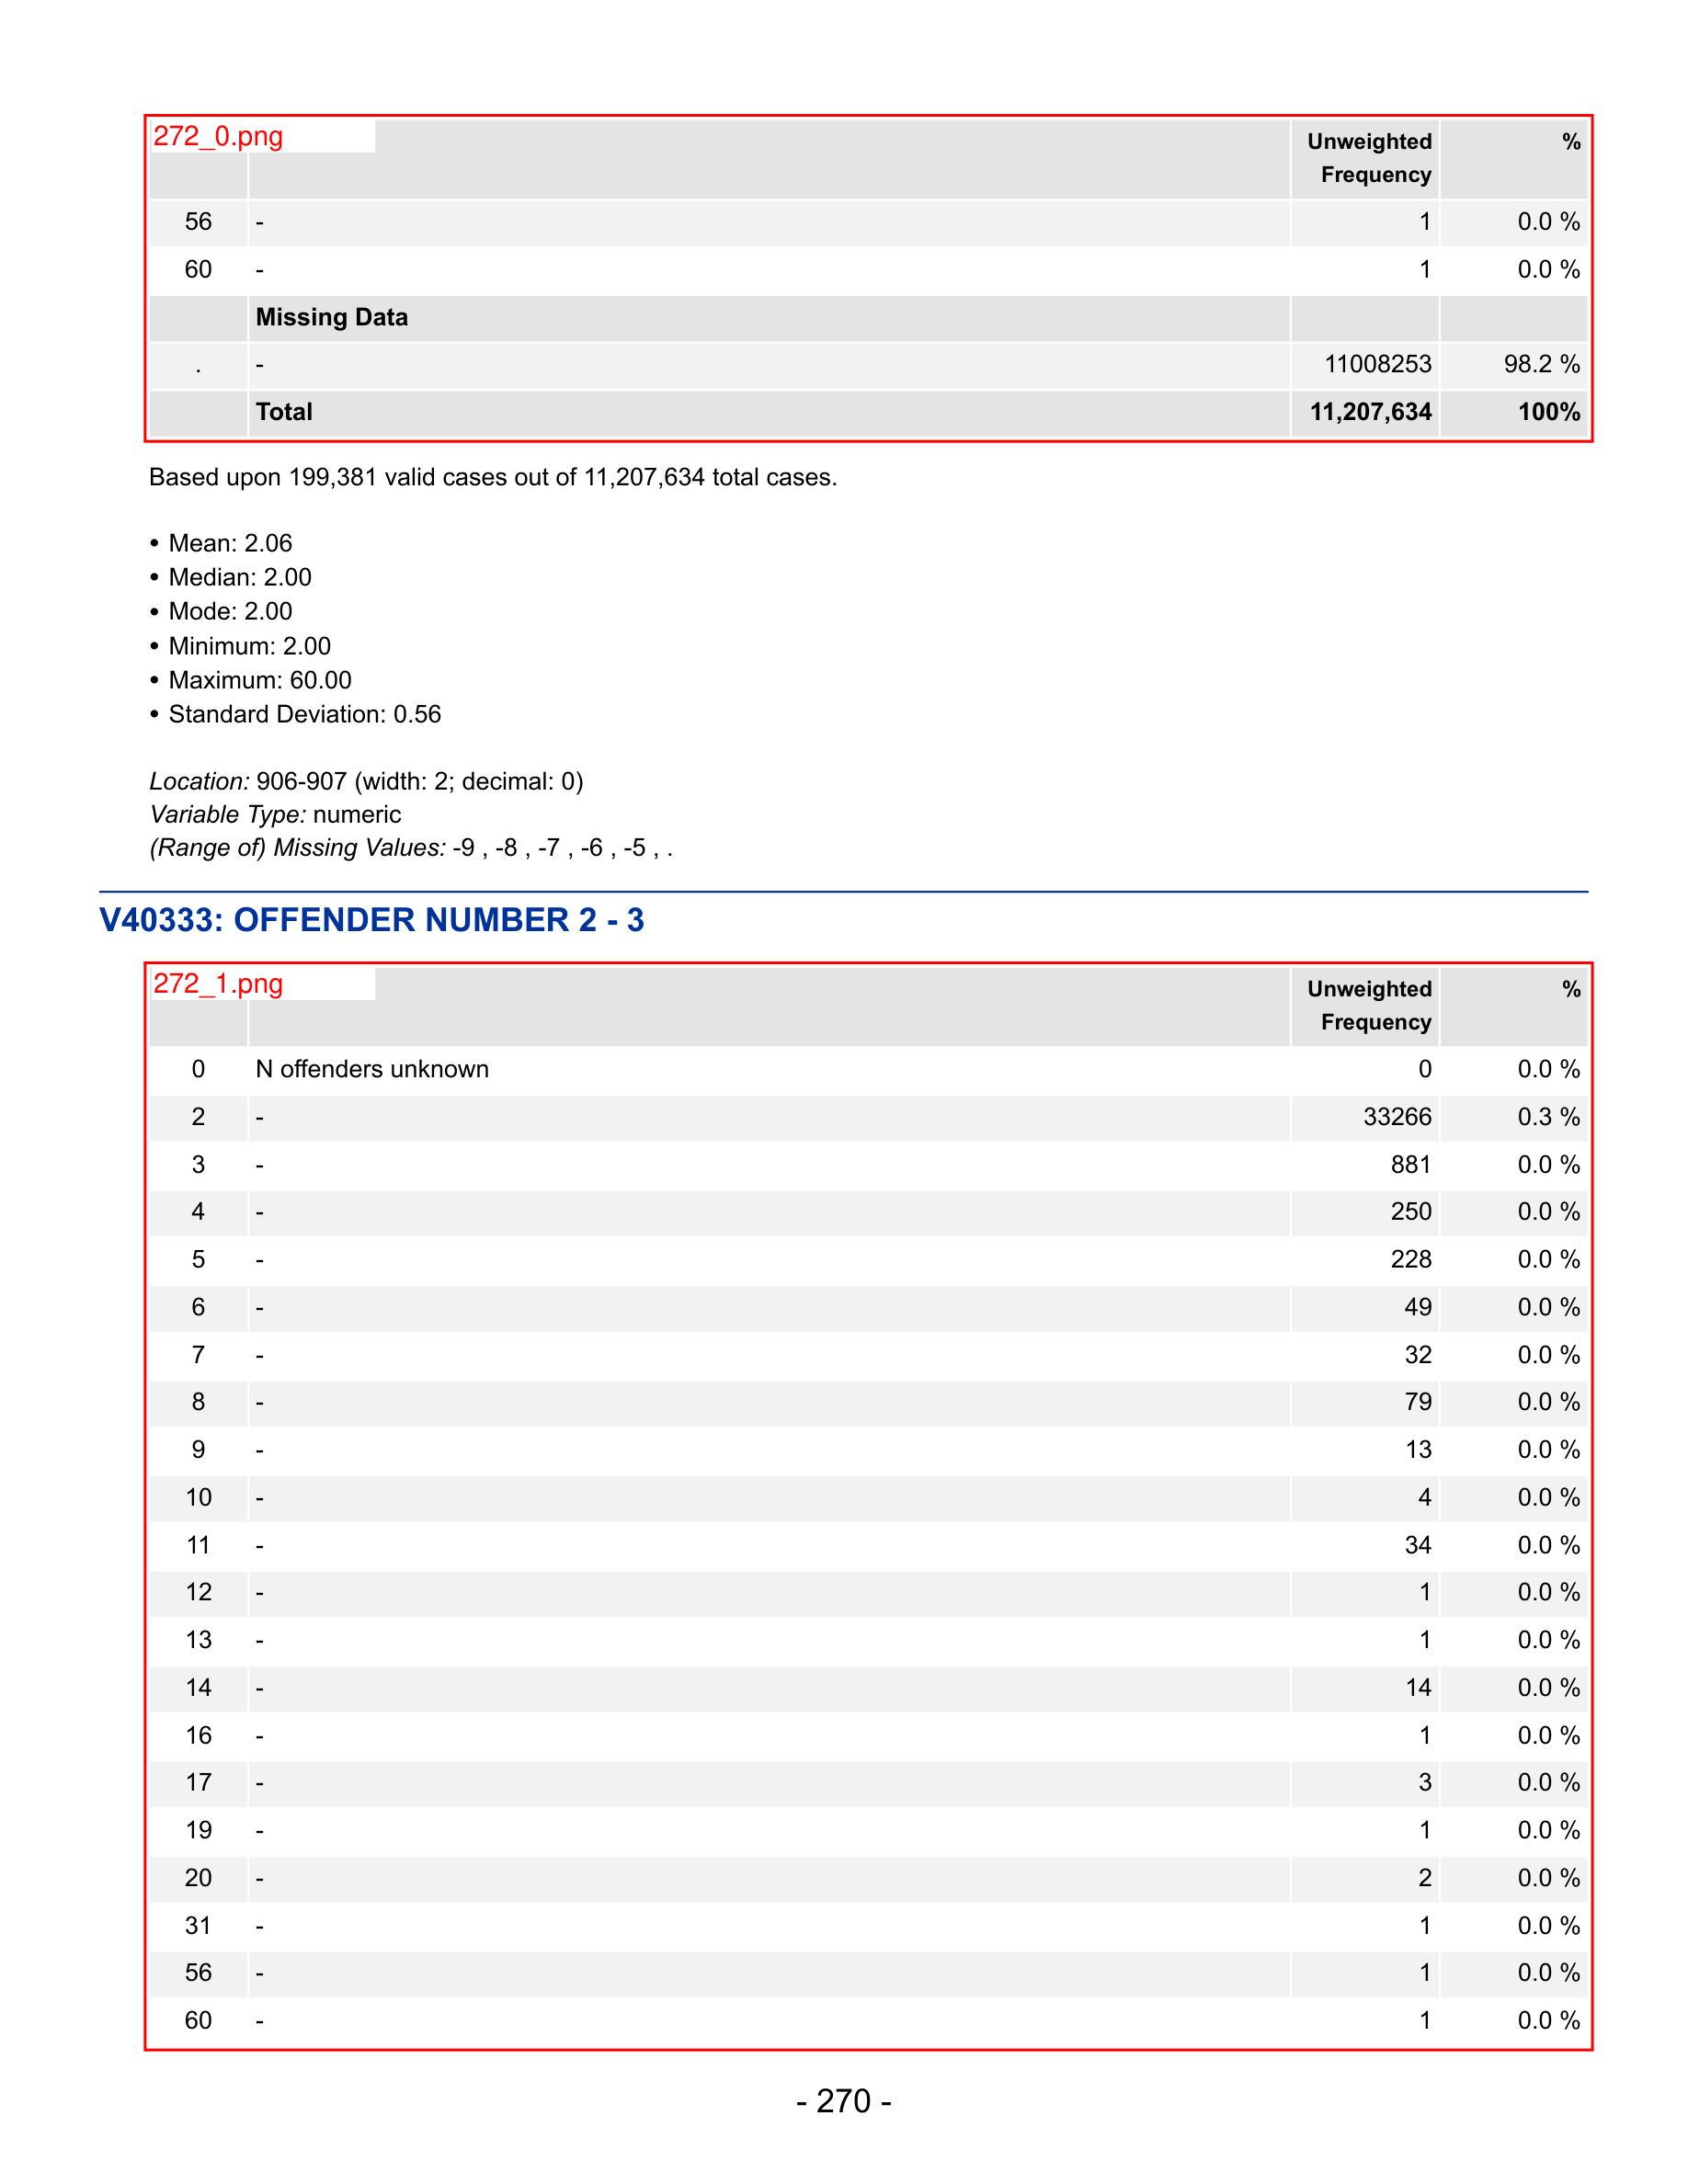 272_0.png
Unweighted Frequency %
56 - 1 0.0 %
60 - 1 0.0 %
Missing Data
. - 11008253 98.2 %
Total 11,207,634 100%
Based upon 199,381 valid cases out of 11,207,634 total cases.
• Mean: 2.06
• Median: 2.00
• Mode: 2.00
• Minimum: 2.00
• Maximum: 60.00
• Standard Deviation: 0.56
Location: 906-907 (width: 2; decimal: 0)
Variable Type: numeric
(Range of) Missing Values: -9 , -8 , -7 , -6 , -5 , .
V40333: OFFENDER NUMBER 2 - 3
272_1.png
Unweighted Frequency %
0 N offenders unknown 0 0.0 %
2 - 33266 0.3 %
3 - 881 0.0 %
4 - 250 0.0 %
5 - 228 0.0 %
6 - 49 0.0 %
7 - 32 0.0 %
8 - 79 0.0 %
9 - 13 0.0 %
10 - 4 0.0 %
11 - 34 0.0 %
12 - 1 0.0 %
13 - 1 0.0 %
14 - 14 0.0 %
16 - 1 0.0 %
17 - 3 0.0 %
19 - 1 0.0 %
20 - 2 0.0 %
31 - 1 0.0 %
56 - 1 0.0 %
60 - 1 0.0 %
- 270 -